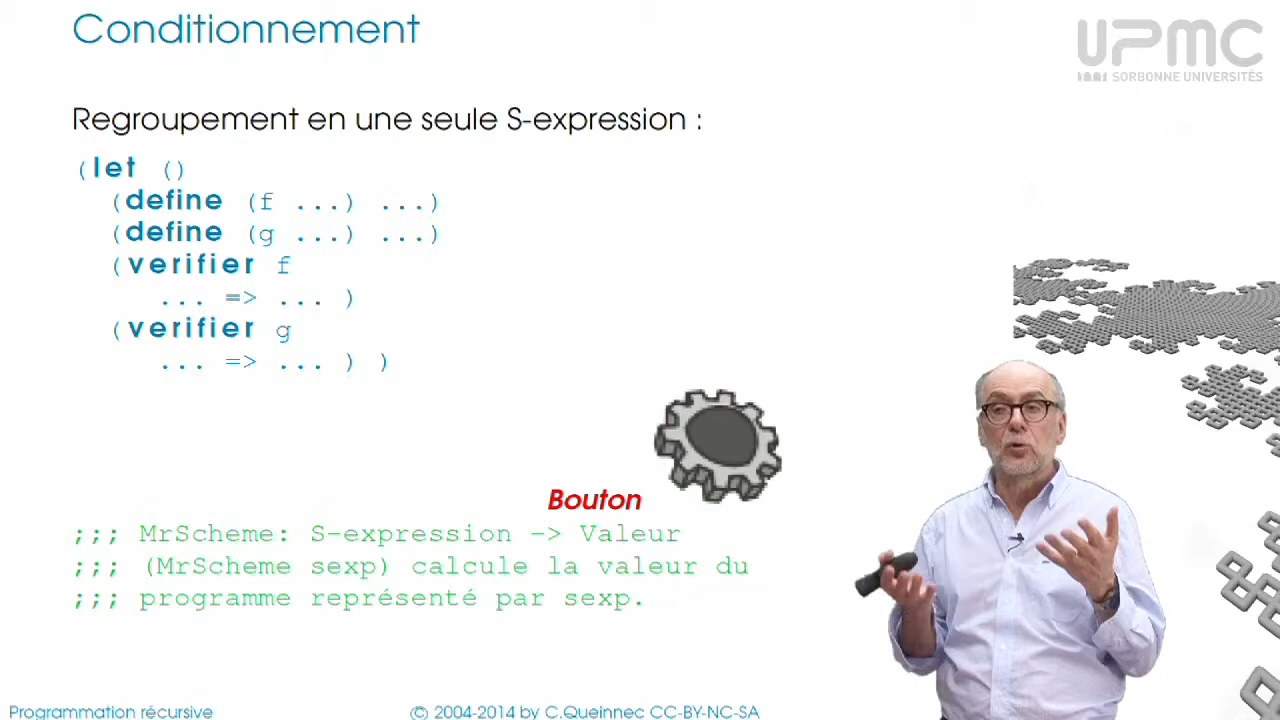 Conditionnement
UPMC
SORBONNE UNIVERSITÉS
Regroupement en une seule S-expression :
(let ()
(define (f ...) ...)
(define (g ...) ...)
(verifier f
... => ... )
(verifier g
... => ... ) )
Bouton
;;; MrScheme: S-expression -> Valeur
;;; (MrScheme sexp) calcule la valeur du
;;; programme représenté par sexp.
Programmation récursive
© 2004-2014 by C.Queinnec CC-BY-NC-SA